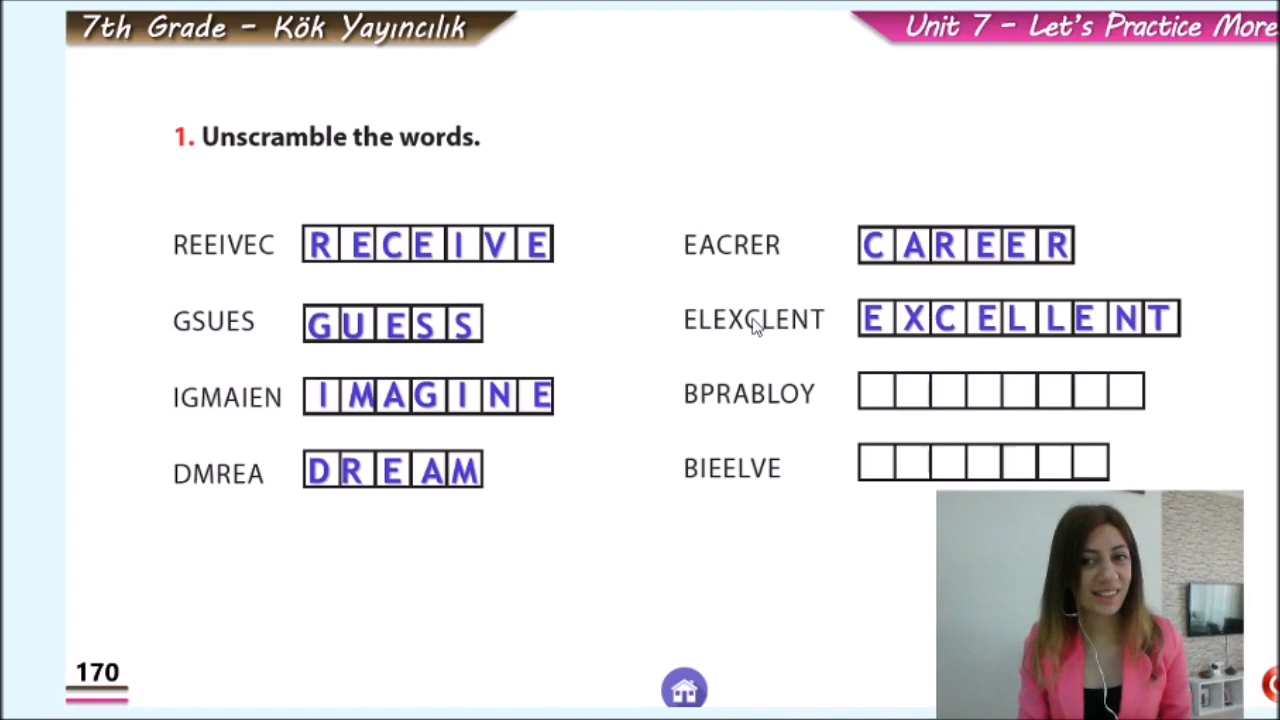 7th Grade - Kök Yayıncılık
Unit 7 - Let's Practice More
1. Unscramble the words.
REEIVEC RECEIVE
GSUES GUESS
IGMAIEN IMAGINE
DMREA DREAM
EACRER CAREER
ELEXCLENT EXCELLENT
BPRABLOY
BIEELVE
170